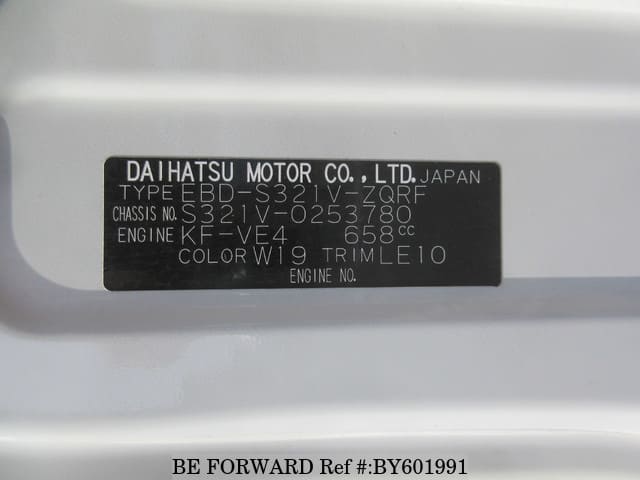 DAIHATSU MOTOR CO., LTD. JAPAN
TYPE EBD-S321V-ZQRF
CHASSIS NO. S321V-0253780
ENGINE KF-VE4 658cc
COLOR W19 TRIM LE10
ENGINE NO.
BE FORWARD Ref #:BY601991